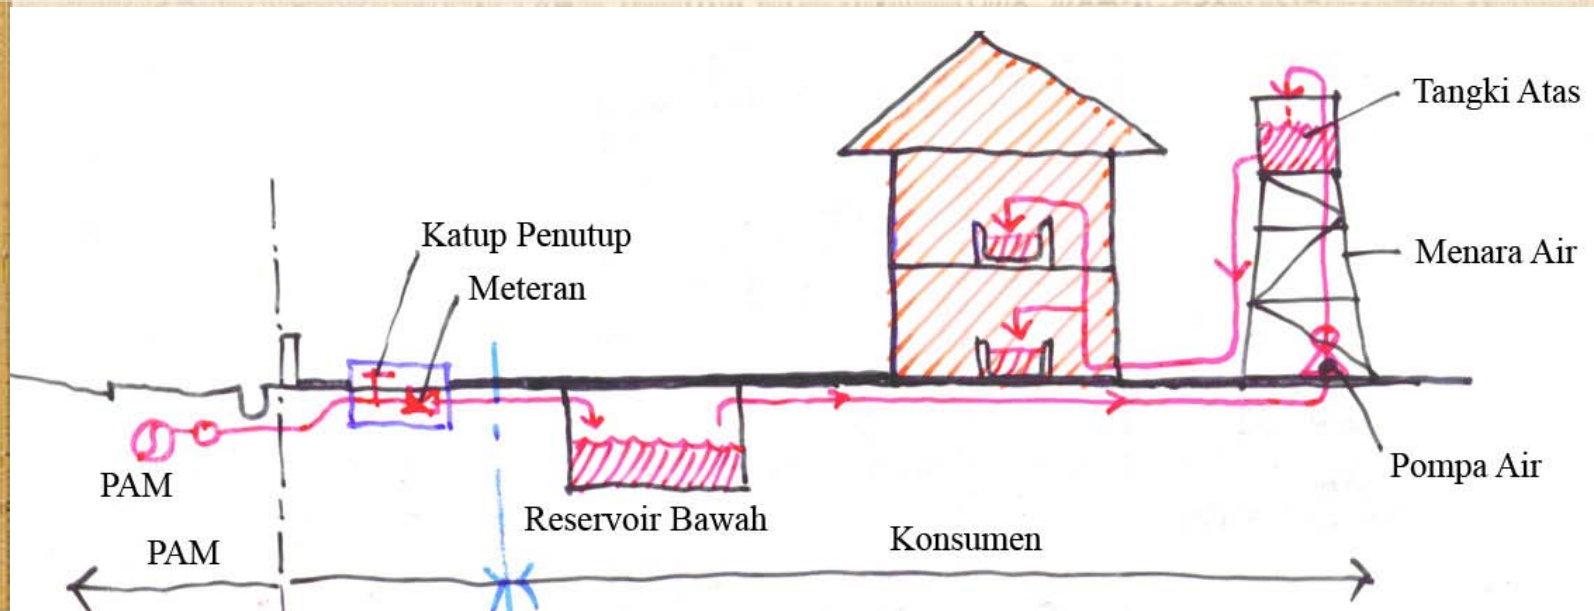 Tangki Atas
Katup Penutup
Menara Air
Meteran
Pompa Air
PAM
Reservoir Bawah
PAM
Konsumen